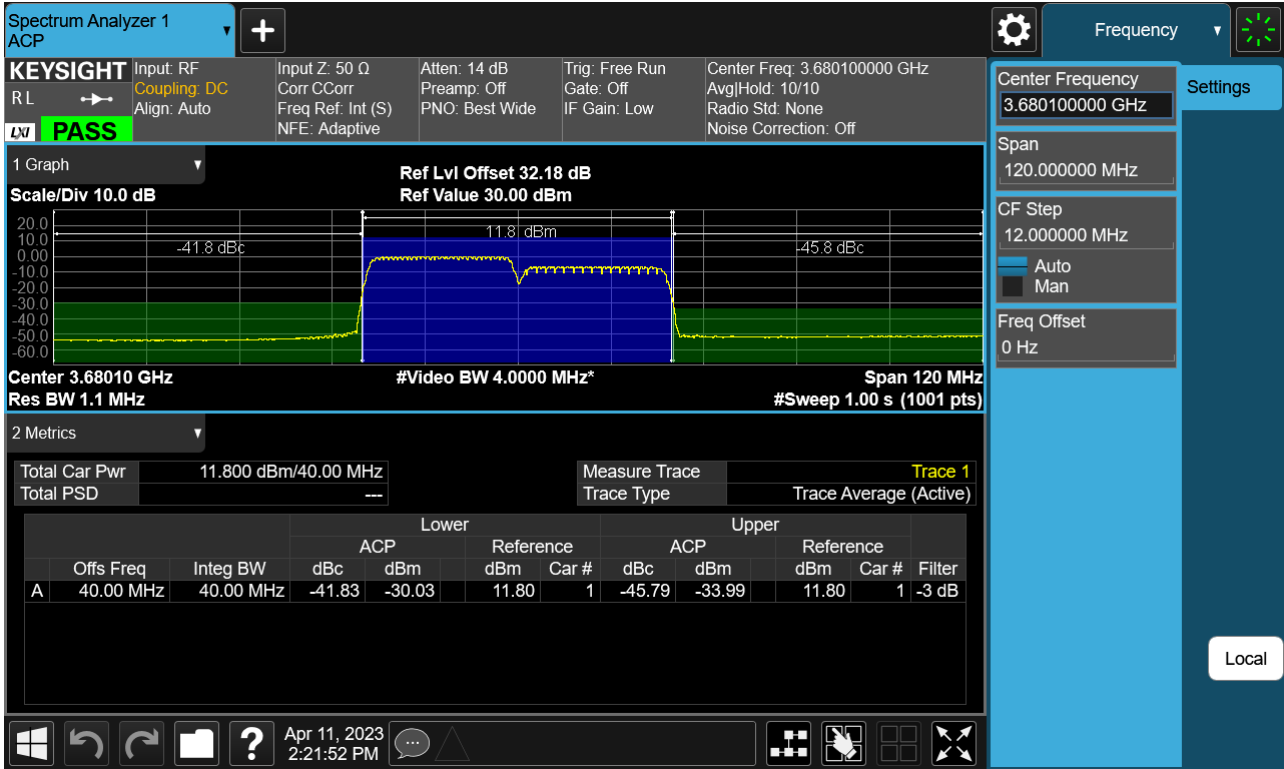 Spectrum Analyzer 1
ACP
Frequency
KEYSIGHT
R L
LXI
PASS
Input: RF
Coupling: DC
Align: Auto
Input Z: 50 Ω
Corr CCorr
Freq Ref: Int (S)
NFE: Adaptive
Atten: 14 dB
Preamp: Off
PNO: Best Wide
Trig: Free Run
Gate: Off
IF Gain: Low
Center Freq: 3.680100000 GHz
Avg|Hold: 10/10
Radio Std: None
Noise Correction: Off
Center Frequency
3.680100000 GHz
Settings
Span
120.000000 MHz
CF Step
12.000000 MHz
Auto
Man
Freq Offset
0 Hz
Local
1 Graph
Scale/Div 10.0 dB
Ref Lvl Offset 32.18 dB
Ref Value 30.00 dBm
20.0
10.0
0.00
-10.0
-20.0
-30.0
-40.0
-50.0
-60.0
-41.8 dBc
11.8 dBm
-45.8 dBc
Center 3.68010 GHz
#Video BW 4.0000 MHz*
Span 120 MHz
Res BW 1.1 MHz
#Sweep 1.00 s (1001 pts)
2 Metrics
Total Car Pwr 11.800 dBm/40.00 MHz
Total PSD ---
Measure Trace Trace 1
Trace Type Trace Average (Active)
Lower Upper
ACP Reference ACP Reference
Offs Freq Integ BW dBc dBm dBm Car # dBc dBm dBm Car # Filter
A 40.00 MHz 40.00 MHz -41.83 -30.03 11.80 1 -45.79 -33.99 11.80 1 -3 dB
?
Apr 11, 2023
2:21:52 PM